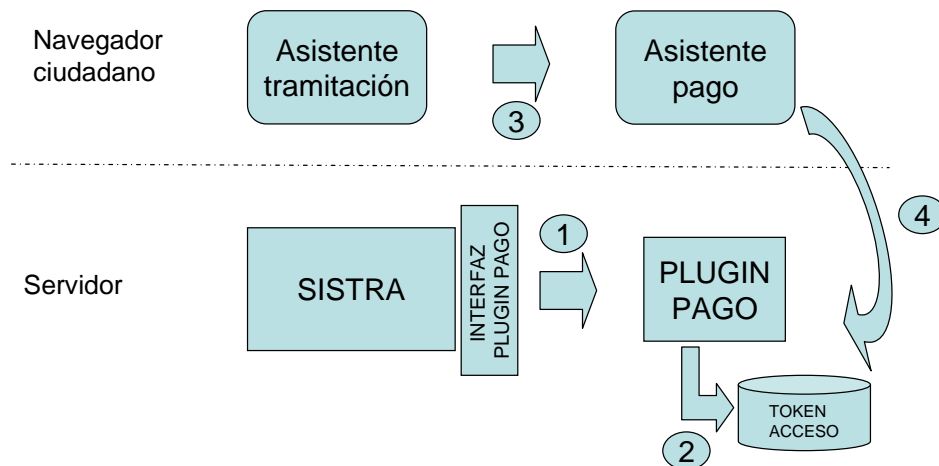 Navegador
ciudadano
Asistente
tramitación
3
Asistente
pago
4
Servidor
SISTRA
INTERFAZ
PLUGIN PAGO
1
PLUGIN
PAGO
2
TOKEN
ACCESO